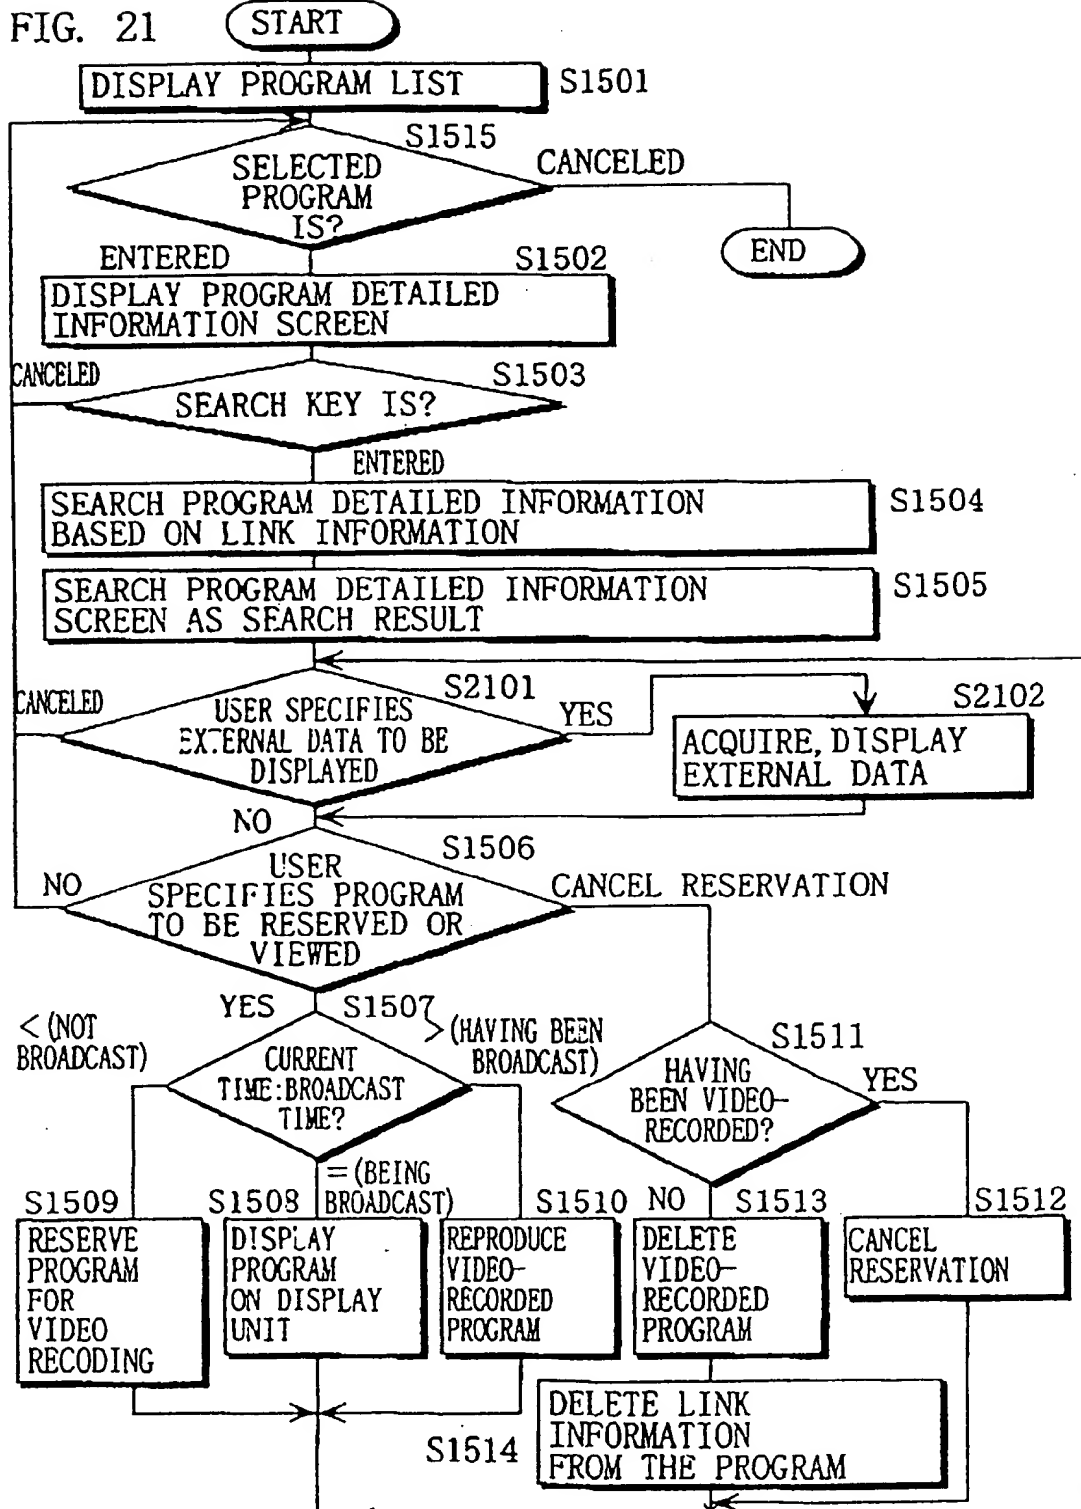 FIG. 21
START
DISPLAY PROGRAM LIST
S1501
S1515
SELECTED
PROGRAM
IS?
CANCELED
END
ENTERED
S1502
DISPLAY PROGRAM DETAILED
INFORMATION SCREEN
CANCELED
S1503
SEARCH KEY IS?
ENTERED
SEARCH PROGRAM DETAILED INFORMATION
BASED ON LINK INFORMATION
S1504
SEARCH PROGRAM DETAILED INFORMATION
SCREEN AS SEARCH RESULT
S1505
CANCELED
S2101
USER SPECIFIES
EXTERNAL DATA TO BE
DISPLAYED
YES
S2102
ACQUIRE, DISPLAY
EXTERNAL DATA
NO
S1506
NO
USER
SPECIFIES PROGRAM
TO BE RESERVED OR
VIEWED
CANCEL RESERVATION
YES
S1507
< (NOT
BROADCAST)
> (HAVING BEEN
BROADCAST)
CURRENT
TIME:BROADCAST
TIME?
S1511
HAVING
BEEN VIDEO-
RECORDED?
YES
= (BEING
BROADCAST)
NO
S1509
RESERVE
PROGRAM
FOR
VIDEO
RECODING
S1508
DISPLAY
PROGRAM
ON DISPLAY
UNIT
S1510
REPRODUCE
VIDEO-
RECORDED
PROGRAM
S1513
DELETE
VIDEO-
RECORDED
PROGRAM
S1512
CANCEL
RESERVATION
S1514
DELETE LINK
INFORMATION
FROM THE PROGRAM